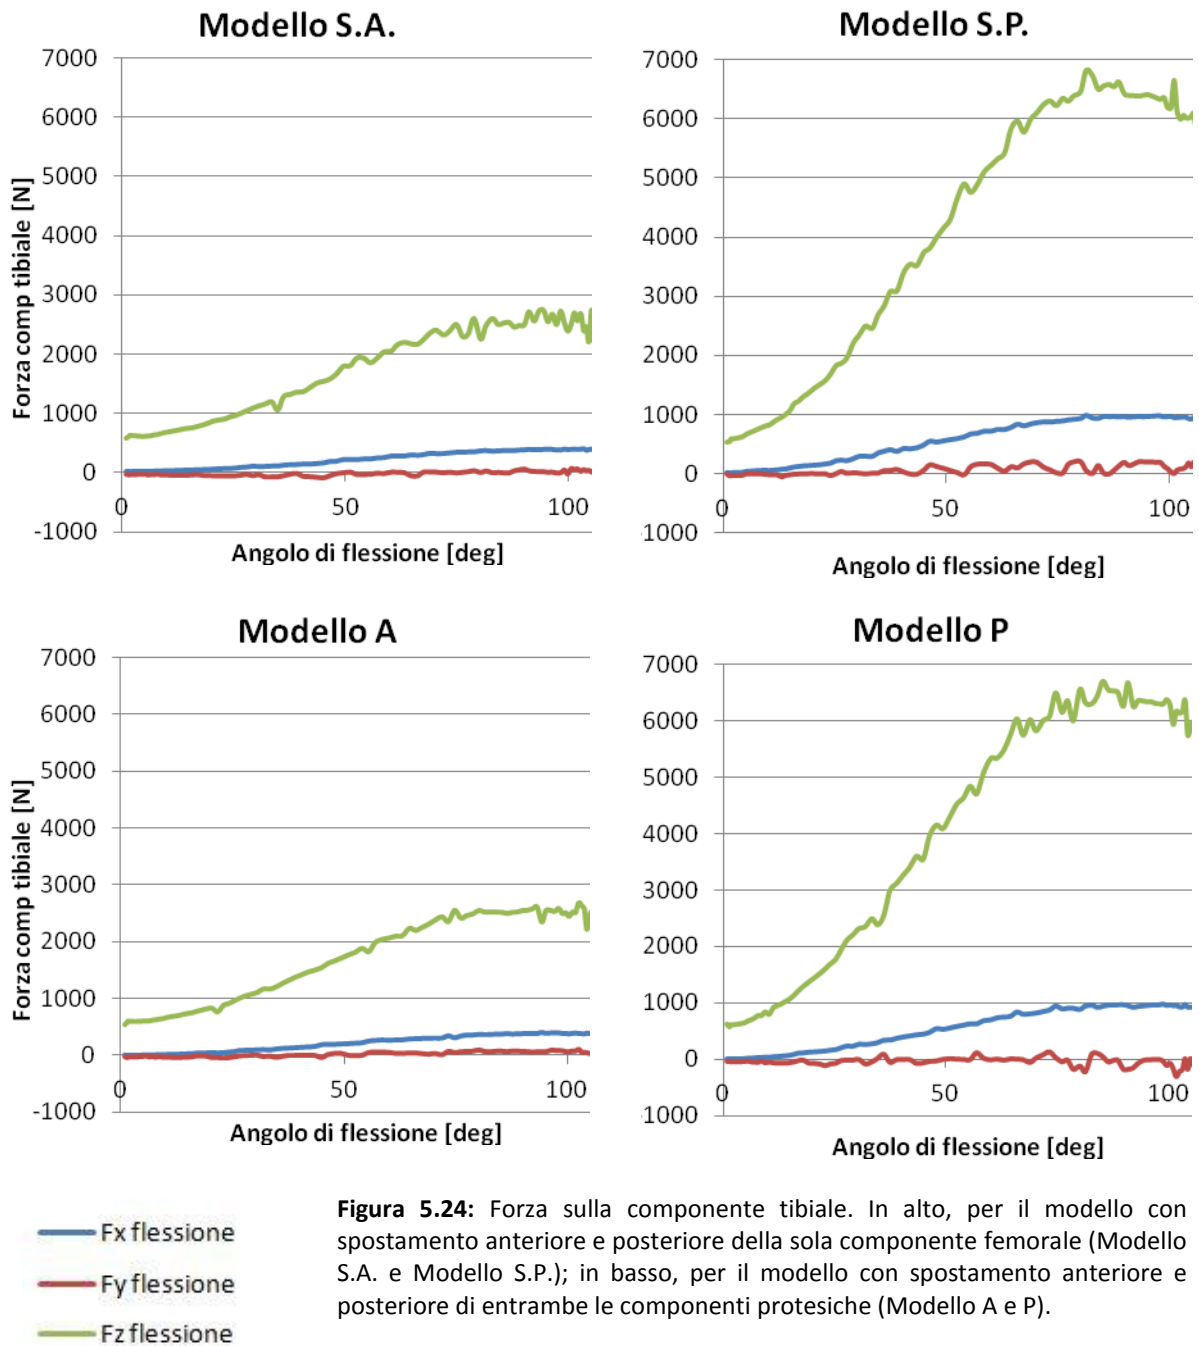 Modello S.A.
7000
6000
5000
4000
3000
2000
1000
0
-1000
0
50
100
Forza comp tibiale [N]
Angolo di flessione [deg]
Modello S.P.
7000
6000
5000
4000
3000
2000
1000
0
-1000
0
50
100
Angolo di flessione [deg]
Modello A
7000
6000
5000
4000
3000
2000
1000
0
-1000
0
50
100
Forza comp tibiale [N]
Angolo di flessione [deg]
Modello P
7000
6000
5000
4000
3000
2000
1000
0
-1000
0
50
100
Angolo di flessione [deg]
Fx flessione
Fy flessione
Fz flessione
Figura 5.24: Forza sulla componente tibiale. In alto, per il modello con
spostamento anteriore e posteriore della sola componente femorale (Modello
S.A. e Modello S.P.); in basso, per il modello con spostamento anteriore e
posteriore di entrambe le componenti protesiche (Modello A e P).